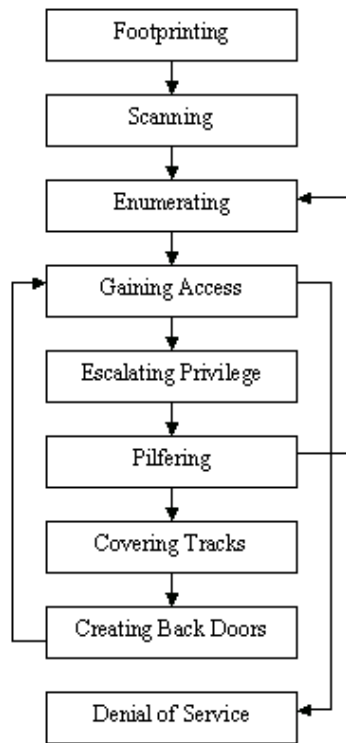 Footprinting
Scanning
Enumerating
Gaining Access
Escalating Privilege
Pilfering
Covering Tracks
Creating Back Doors
Denial of Service